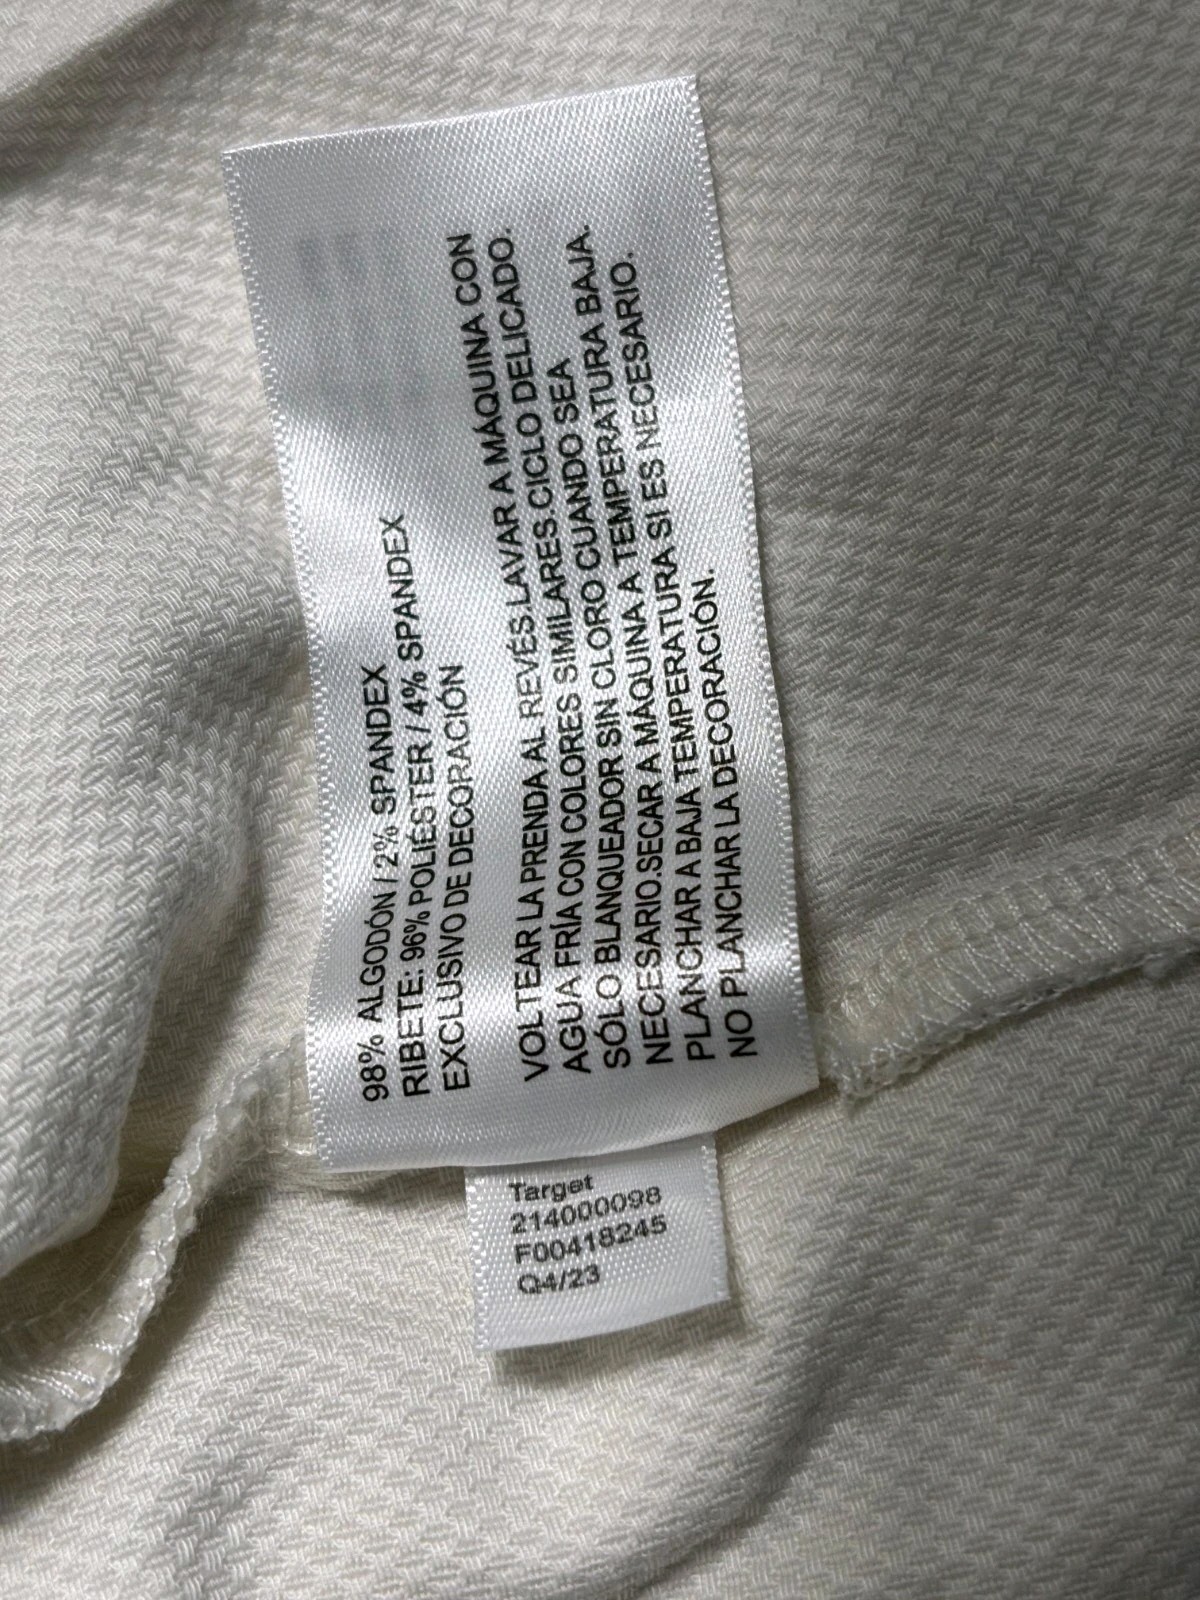 98% ALGODÓN / 2% SPANDEX
RIBETE: 96% POLIÉSTER / 4% SPANDEX
EXCLUSIVO DE DECORACIÓN
VOLTEAR LA PRENDA AL REVÉS.LAVAR A MÁQUINA CON
AGUA FRÍA CON COLORES SIMILARES.CICLO DELICADO.
SÓLO BLANQUEADOR SIN CLORO CUANDO SEA
NECESARIO.SECAR A MÁQUINA A TEMPERATURA BAJA.
PLANCHAR A BAJA TEMPERATURA SI ES NECESARIO.
NO PLANCHAR LA DECORACIÓN.
Target
214000098
F00418245
Q4/23